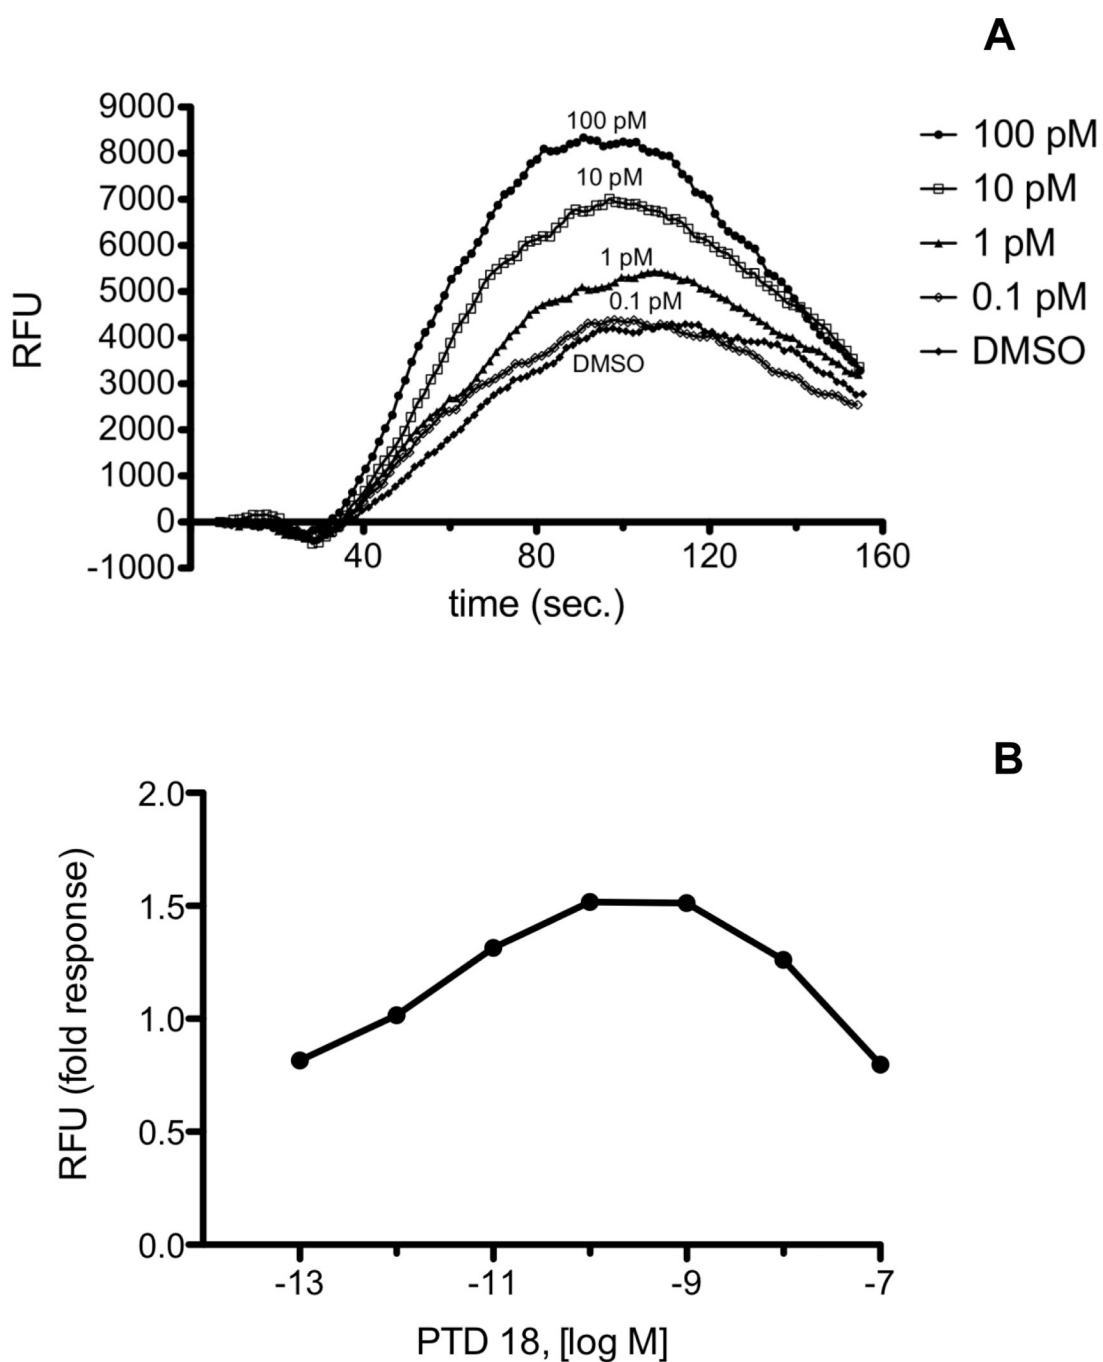 A
9000
8000
7000
6000
5000
4000
3000
2000
1000
0
-1000
RFU
100 pM
10 pM
1 pM
0.1 pM
DMSO
100 pM
10 pM
1 pM
0.1 pM
DMSO
40 80 120 160
time (sec.)
B
2.0
1.5
1.0
0.5
0.0
RFU (fold response)
-13 -11 -9 -7
PTD 18, [log M]